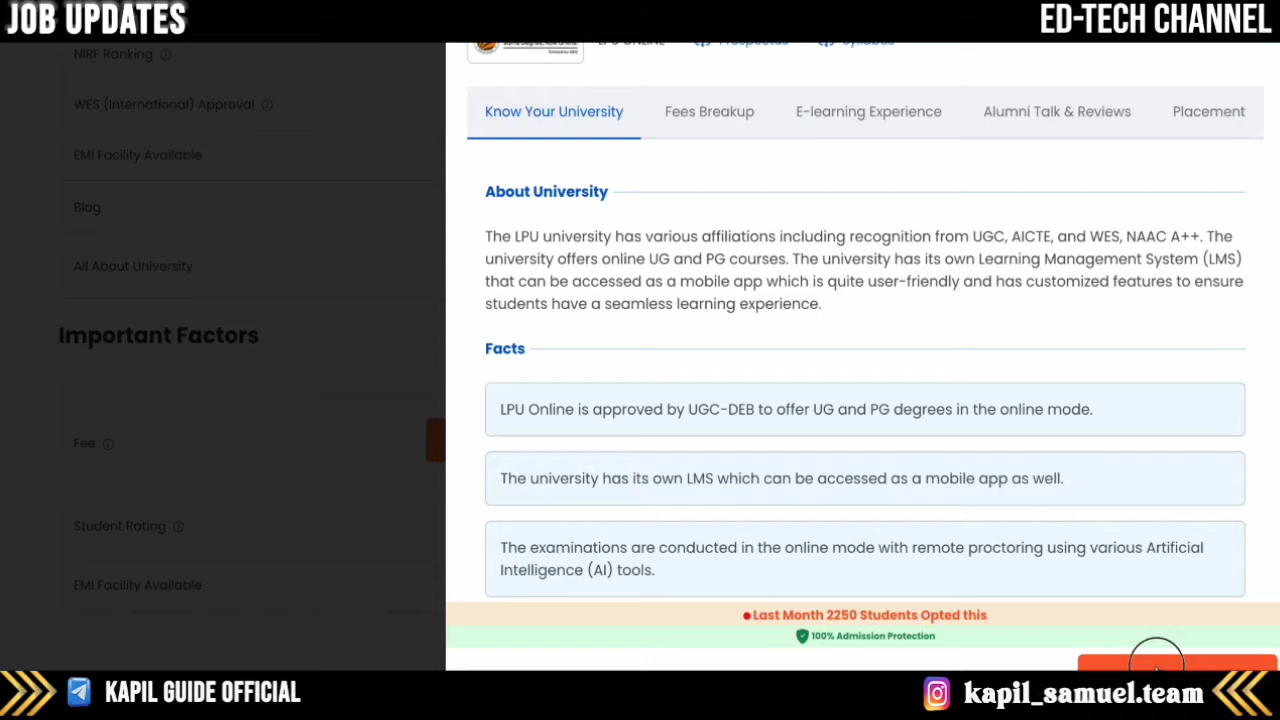 JOB UPDATES
ED-TECH CHANNEL
NIRF Ranking
WES (International) Approval
EMI Facility Available
Blog
All About University
Important Factors
Fee
Student Rating
EMI Facility Available
LPU ONLINE
Prospectus
Syllabus
Know Your University
Fees Breakup
E-learning Experience
Alumni Talk & Reviews
Placement
About University
The LPU university has various affiliations including recognition from UGC, AICTE, and WES, NAAC A++. The
university offers online UG and PG courses. The university has its own Learning Management System (LMS)
that can be accessed as a mobile app which is quite user-friendly and has customized features to ensure
students have a seamless learning experience.
Facts
LPU Online is approved by UGC-DEB to offer UG and PG degrees in the online mode.
The university has its own LMS which can be accessed as a mobile app as well.
The examinations are conducted in the online mode with remote proctoring using various Artificial
Intelligence (AI) tools.
Last Month 2250 Students Opted this
100% Admission Protection
KAPIL GUIDE OFFICIAL
kapil_samuel.team